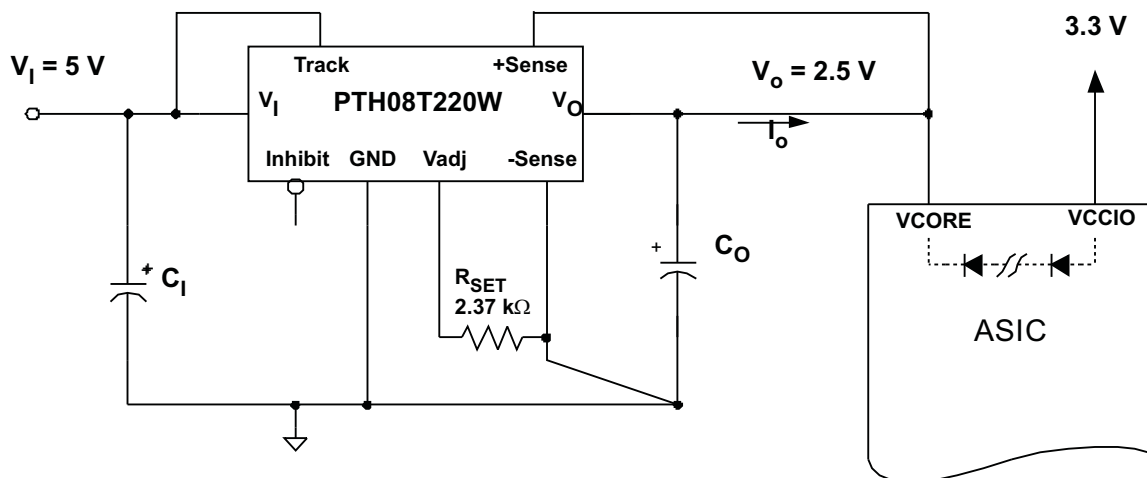 3.3 V
V_I = 5 V
Track
+Sense
V_o = 2.5 V
V_I
PTH08T220W
V_O
I_o
Inhibit
GND
Vadj
-Sense
VCORE
VCCIO
+
C_I
+
C_O
R_SET
2.37 kΩ
ASIC